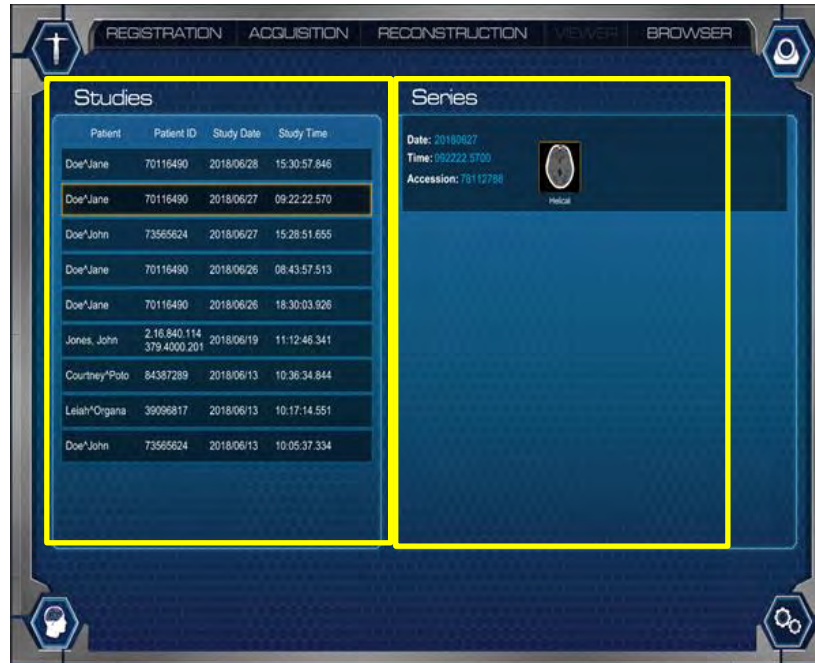 REGISTRATION ACQUISITION RECONSTRUCTION VIEWER BROWSER
Studies
Patient Patient ID Study Date Study Time
Doe^Jane 70116490 2018/06/28 15:30:57.846
Doe^Jane 70116490 2018/06/27 09:22:22.570
Doe^John 73565624 2018/06/27 15:28:51.655
Doe^Jane 70116490 2018/06/26 08:43:57.513
Doe^Jane 70116490 2018/06/26 18:30:03.926
Jones, John 2.16.840.114 379.4000.201 2018/06/19 11:12:46.341
Courtney^Poto 84387289 2018/06/13 10:36:34.844
Leiah^Organa 39096817 2018/06/13 10:17:14.551
Doe^John 73565624 2018/06/13 10:05:37.334
Series
Date: 20180627
Time: 092222.5700
Accession: 78112788
Helical